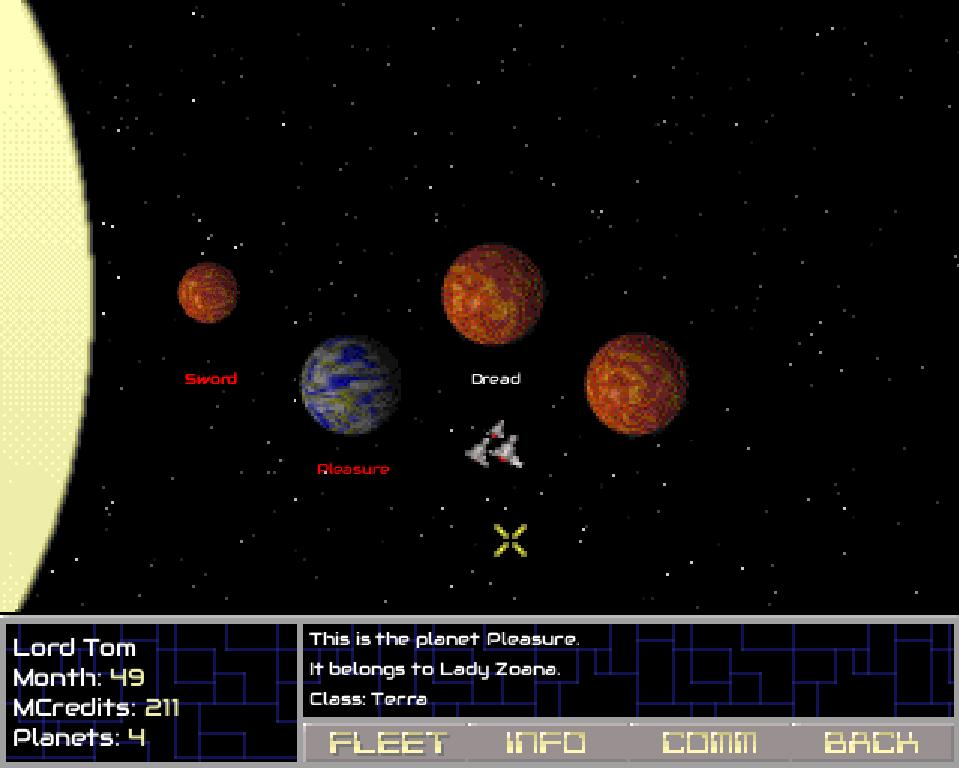 Sword
Dread
Pleasure
Lord Tom
Month: 49
MCredits: 211
Planets: 4
This is the planet Pleasure.
It belongs to Lady Zoana.
Class: Terra
FLEET INFO COMM BACK